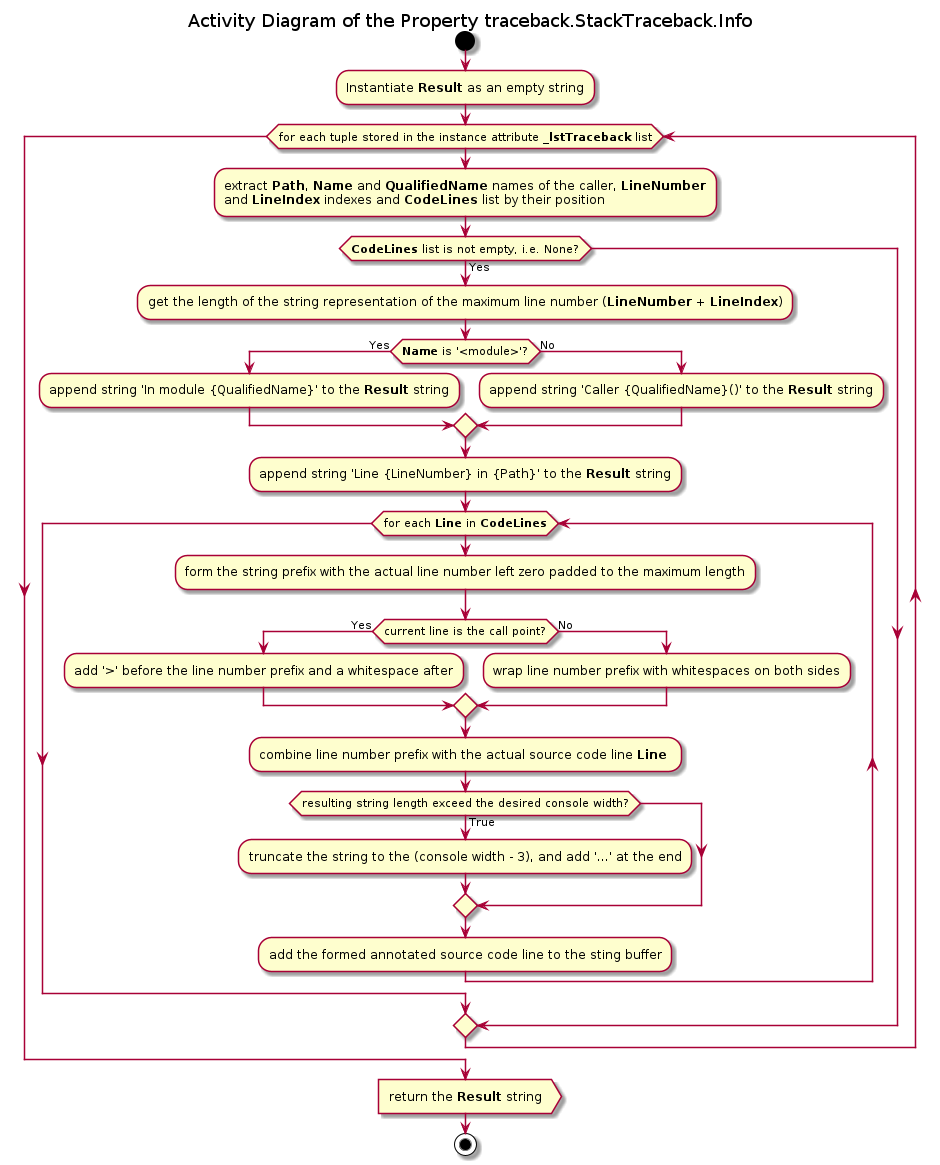 Activity Diagram of the Property traceback.StackTraceback.Info
Instantiate Result as an empty string
for each tuple stored in the instance attribute _lstTraceback list
extract Path, Name and QualifiedName names of the caller, LineNumber
and LineIndex indexes and CodeLines list by their position
CodeLines list is not empty, i.e. None?
Yes
get the length of the string representation of the maximum line number (LineNumber + LineIndex)
Yes
Name is '<module>'?
No
append string 'In module {QualifiedName}' to the Result string
append string 'Caller {QualifiedName}()' to the Result string
append string 'Line {LineNumber} in {Path}' to the Result string
for each Line in CodeLines
form the string prefix with the actual line number left zero padded to the maximum length
Yes
current line is the call point?
No
add '>' before the line number prefix and a whitespace after
wrap line number prefix with whitespaces on both sides
combine line number prefix with the actual source code line Line
resulting string length exceed the desired console width?
True
truncate the string to the (console width - 3), and add '...' at the end
add the formed annotated source code line to the sting buffer
return the Result string